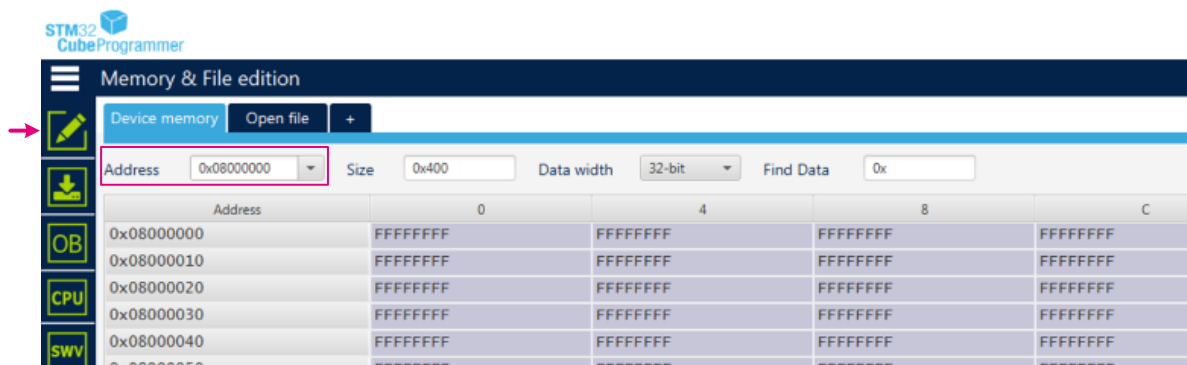 STM32
CubeProgrammer
Memory & File edition
Device memory Open file +
Address 0x08000000 Size 0x400 Data width 32-bit Find Data 0x
Address 0 4 8 C
0x08000000 FFFFFFFF FFFFFFFF FFFFFFFF FFFFFFFF
0x08000010 FFFFFFFF FFFFFFFF FFFFFFFF FFFFFFFF
OB 0x08000020 FFFFFFFF FFFFFFFF FFFFFFFF FFFFFFFF
CPU 0x08000030 FFFFFFFF FFFFFFFF FFFFFFFF FFFFFFFF
SWV 0x08000040 FFFFFFFF FFFFFFFF FFFFFFFF FFFFFFFF